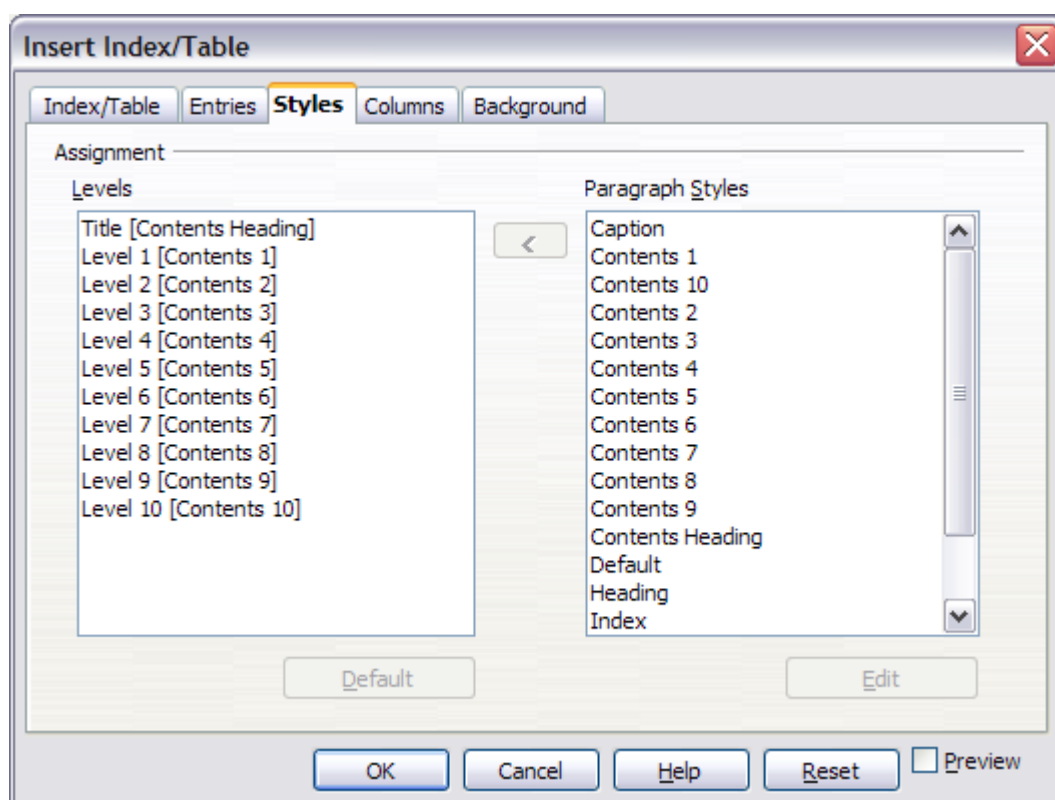 Insert Index/Table
Index/Table Entries Styles Columns Background
Assignment
Levels
Title [Contents Heading]
Level 1 [Contents 1]
Level 2 [Contents 2]
Level 3 [Contents 3]
Level 4 [Contents 4]
Level 5 [Contents 5]
Level 6 [Contents 6]
Level 7 [Contents 7]
Level 8 [Contents 8]
Level 9 [Contents 9]
Level 10 [Contents 10]
<
Paragraph Styles
Caption
Contents 1
Contents 10
Contents 2
Contents 3
Contents 4
Contents 5
Contents 6
Contents 7
Contents 8
Contents 9
Contents Heading
Default
Heading
Index
Default
Edit
OK Cancel Help Reset Preview